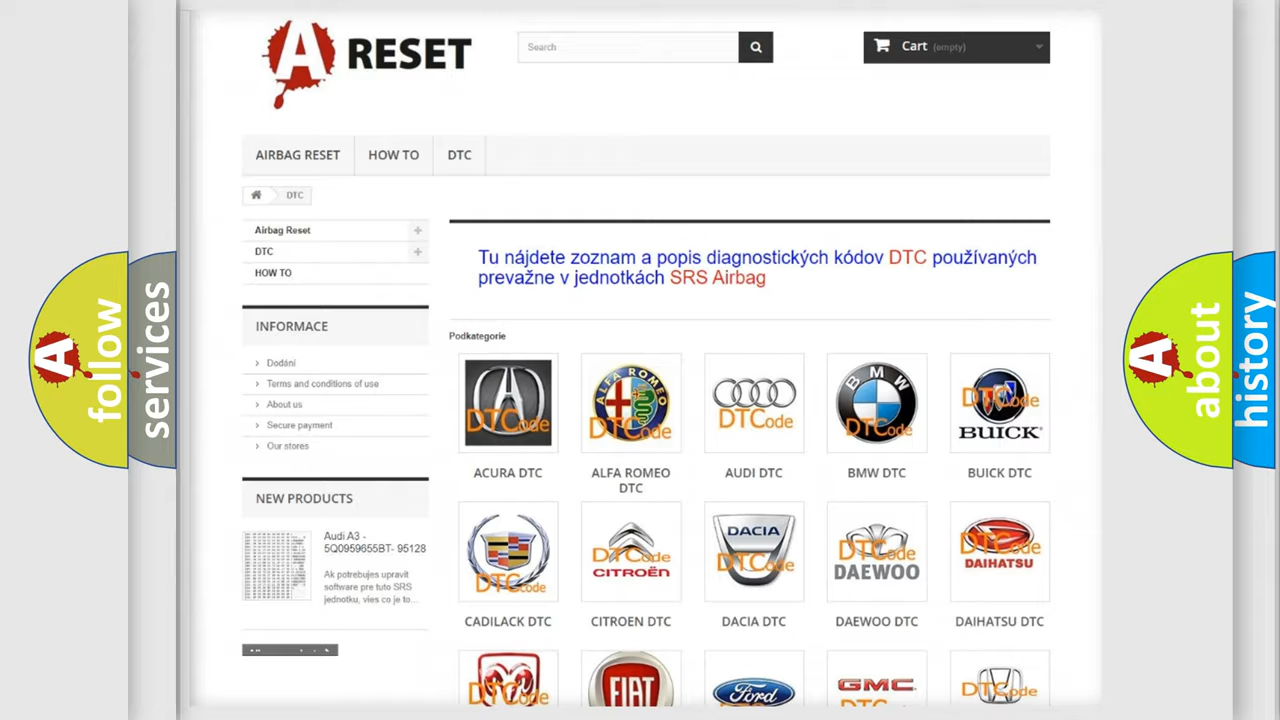 A RESET
Search
Cart (empty)
AIRBAG RESET
HOW TO
DTC
DTC
Airbag Reset
DTC
HOW TO
INFORMACE
Dodání
Terms and conditions of use
About us
Secure payment
Our stores
NEW PRODUCTS
Audi A3 -
5Q0959655BT- 95128
Ak potrebujes upravit
software pre tuto SRS
jednotku, vies co je to...
Tu nájdete zoznam a popis diagnostických kódov DTC používaných
prevažne v jednotkách SRS Airbag
Podkategorie
DTCode
ALFA ROMEO
DTCode
DTCode
BMW
DTCode
DTCode
BUICK
ACURA DTC
ALFA ROMEO
DTC
AUDI DTC
BMW DTC
BUICK DTC
DTCode
DTCode
CITROËN
DACIA
DTCode
DTCode
DAEWOO
DTCode
DAIHATSU
CADILACK DTC
CITROEN DTC
DACIA DTC
DAEWOO DTC
DAIHATSU DTC
DTCode
FIAT
Ford
GMC
DTCode
A follow
services
A about
history